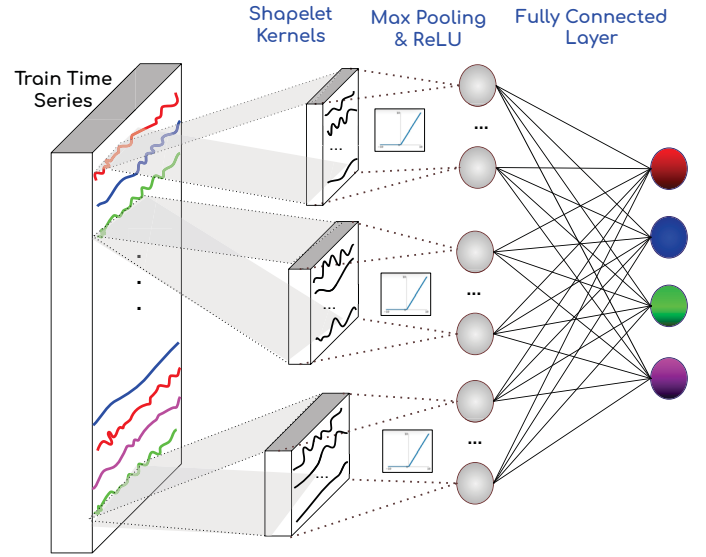 Shapelet
Kernels
Max Pooling
& ReLU
Fully Connected
Layer
Train Time
Series
...
...
...
...
...
...